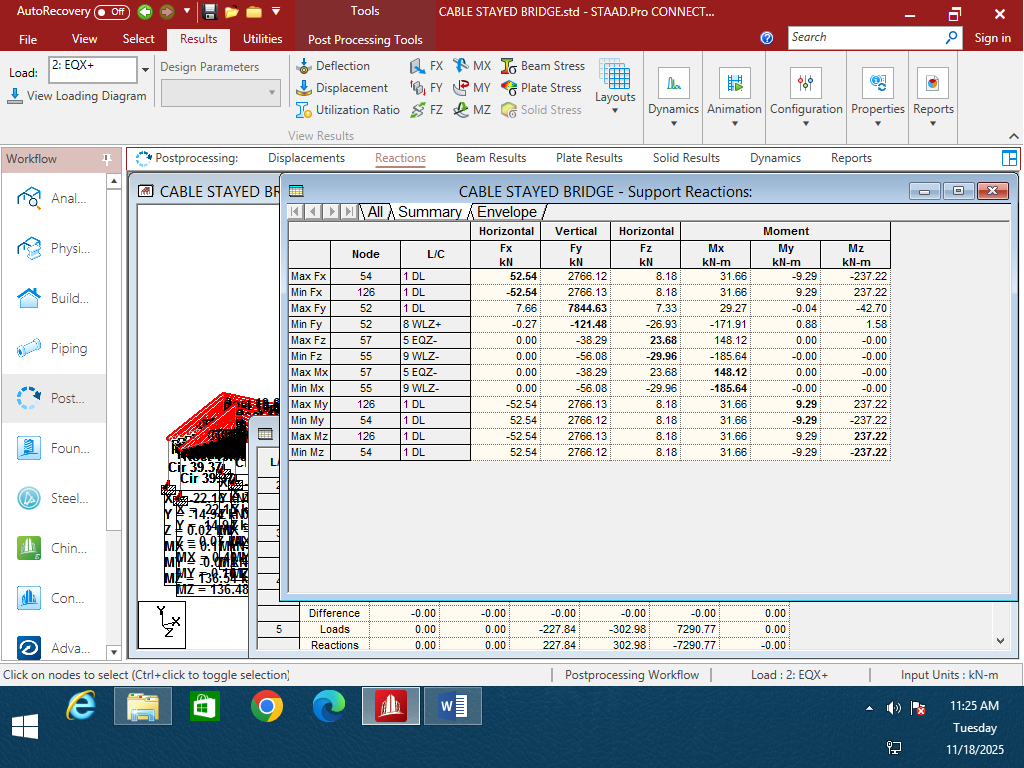 AutoRecovery Off
Tools
CABLE STAYED BRIDGE.std - STAAD.Pro CONNECT...
File View Select Results Utilities Post Processing Tools
Search
Sign in
Load: 2: EQX+
View Loading Diagram
Design Parameters
Deflection
Displacement
Utilization Ratio
FX MX Beam Stress
FY MY Plate Stress
FZ MZ Solid Stress
View Results
Layouts
Dynamics Animation Configuration Properties Reports
Workflow
Postprocessing: Displacements Reactions Beam Results Plate Results Solid Results Dynamics Reports
Anal...
Physi...
Build...
Piping
Post...
Foun...
Steel...
Chin...
Con...
Adva...
CABLE STAYED BR
CABLE STAYED BRIDGE - Support Reactions:
All Summary Envelope
Horizontal Vertical Horizontal Moment
Node L/C Fx kN Fy kN Fz kN Mx kN-m My kN-m Mz kN-m
Max Fx 54 1 DL 52.54 2766.12 8.18 31.66 -9.29 -237.22
Min Fx 126 1 DL -52.54 2766.13 8.18 31.66 9.29 237.22
Max Fy 52 1 DL 7.66 7844.63 7.33 29.27 -0.04 -42.70
Min Fy 52 8 WLZ+ -0.27 -121.48 -26.93 -171.91 0.88 1.58
Max Fz 57 5 EQZ- 0.00 -38.29 23.68 148.12 0.00 -0.00
Min Fz 55 9 WLZ- 0.00 -56.08 -29.96 -185.64 -0.00 -0.00
Max Mx 57 5 EQZ- 0.00 -38.29 23.68 148.12 0.00 -0.00
Min Mx 55 9 WLZ- 0.00 -56.08 -29.96 -185.64 -0.00 -0.00
Max My 126 1 DL -52.54 2766.13 8.18 31.66 9.29 237.22
Min My 54 1 DL 52.54 2766.12 8.18 31.66 -9.29 -237.22
Max Mz 126 1 DL -52.54 2766.13 8.18 31.66 9.29 237.22
Min Mz 54 1 DL 52.54 2766.12 8.18 31.66 -9.29 -237.22
Cir 39.37
Cir 39.37
MZ = 136.54
MZ = 136.48
Y
X
Z
Difference -0.00 -0.00 -0.00 -0.00 -0.00 0.00
5 Loads 0.00 0.00 -227.84 -302.98 7290.77 0.00
Reactions 0.00 0.00 227.84 302.98 -7290.77 -0.00
Click on nodes to select (Ctrl+click to toggle selection)
Postprocessing Workflow
Load : 2: EQX+
Input Units : kN-m
11:25 AM
Tuesday
11/18/2025